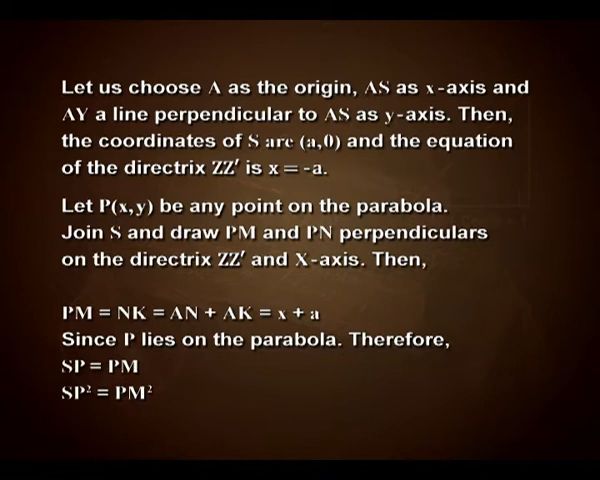 Let us choose A as the origin, AS as x-axis and
AY a line perpendicular to AS as y-axis. Then,
the coordinates of S are (a,0) and the equation
of the directrix ZZ′ is x = -a.
Let P(x,y) be any point on the parabola.
Join S and draw PM and PN perpendiculars
on the directrix ZZ′ and X-axis. Then,
PM = NK = AN + AK = x + a
Since P lies on the parabola. Therefore,
SP = PM
SP² = PM²